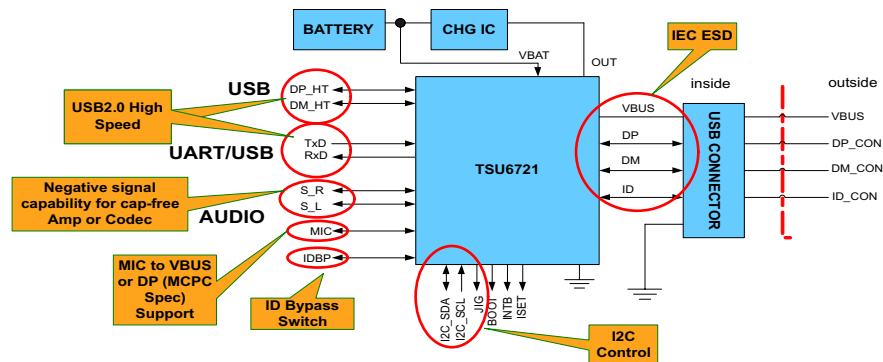 BATTERY
CHG IC
IEC ESD
VBAT
OUT
inside
outside
USB
DP_HT
DM_HT
USB2.0 High
Speed
TxD
RxD
UART/USB
TSU6721
VBUS
DP
DM
ID
USB CONNECTOR
VBUS
DP_CON
DM_CON
ID_CON
Negative signal
capability for cap-free
Amp or Codec
S_R
S_L
AUDIO
MIC
IDBP
MIC to VBUS
or DP (MCPC
Spec)
Support
ID Bypass
Switch
I2C_SDA
I2C_SCL
JIG
BOOT
INTB
ISET
I2C
Control